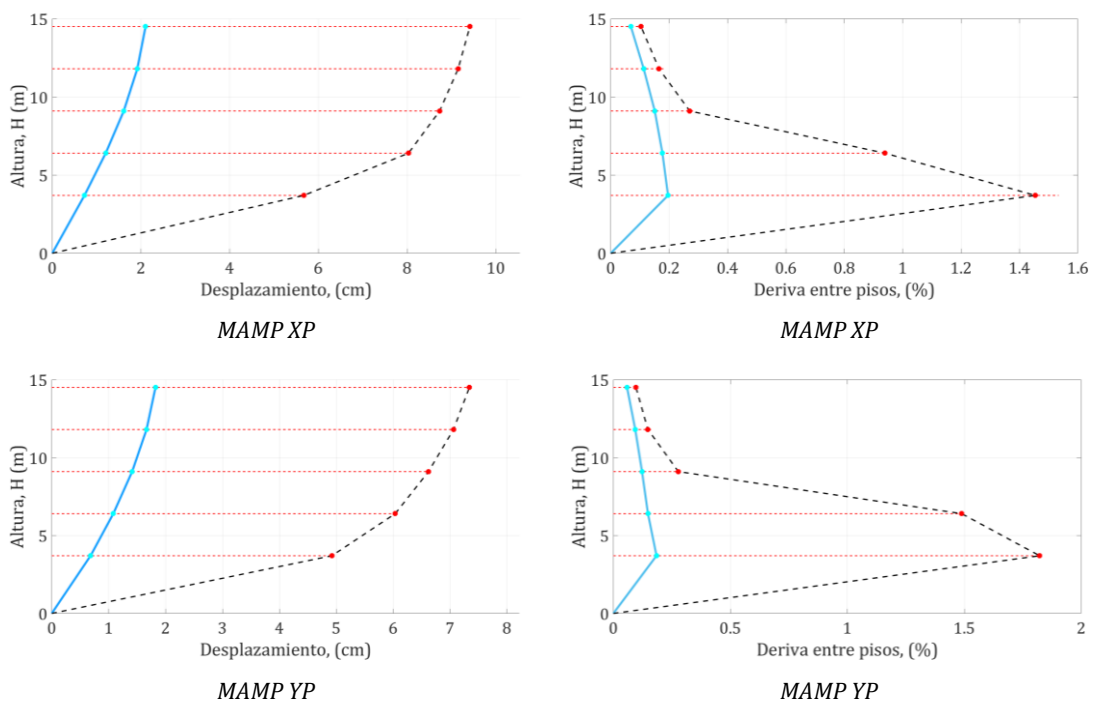 15
10
5
0
Altura, H (m)
0 2 4 6 8 10
Desplazamiento, (cm)
MAMP XP
15
10
5
0
Altura, H (m)
0 0.2 0.4 0.6 0.8 1 1.2 1.4 1.6
Deriva entre pisos, (%)
MAMP XP
15
10
5
0
Altura, H (m)
0 1 2 3 4 5 6 7 8
Desplazamiento, (cm)
MAMP YP
15
10
5
0
Altura, H (m)
0 0.5 1 1.5 2
Deriva entre pisos, (%)
MAMP YP